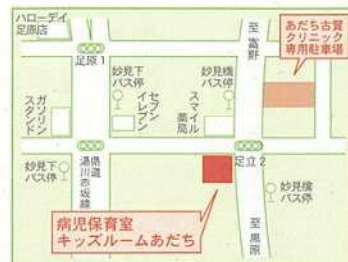 ハローデイ
足原店
至富野
あだち古賀
クリニック
専用駐車場
足原1
妙見下
バス停
妙見橋
バス停
ガソリン
スタンド
セブン
イレブン
スマイル
薬局
妙見下
バス停
県道
湯川赤坂線
足立2
妙見橋
バス停
病児保育室
キッズルームあだち
至黒原